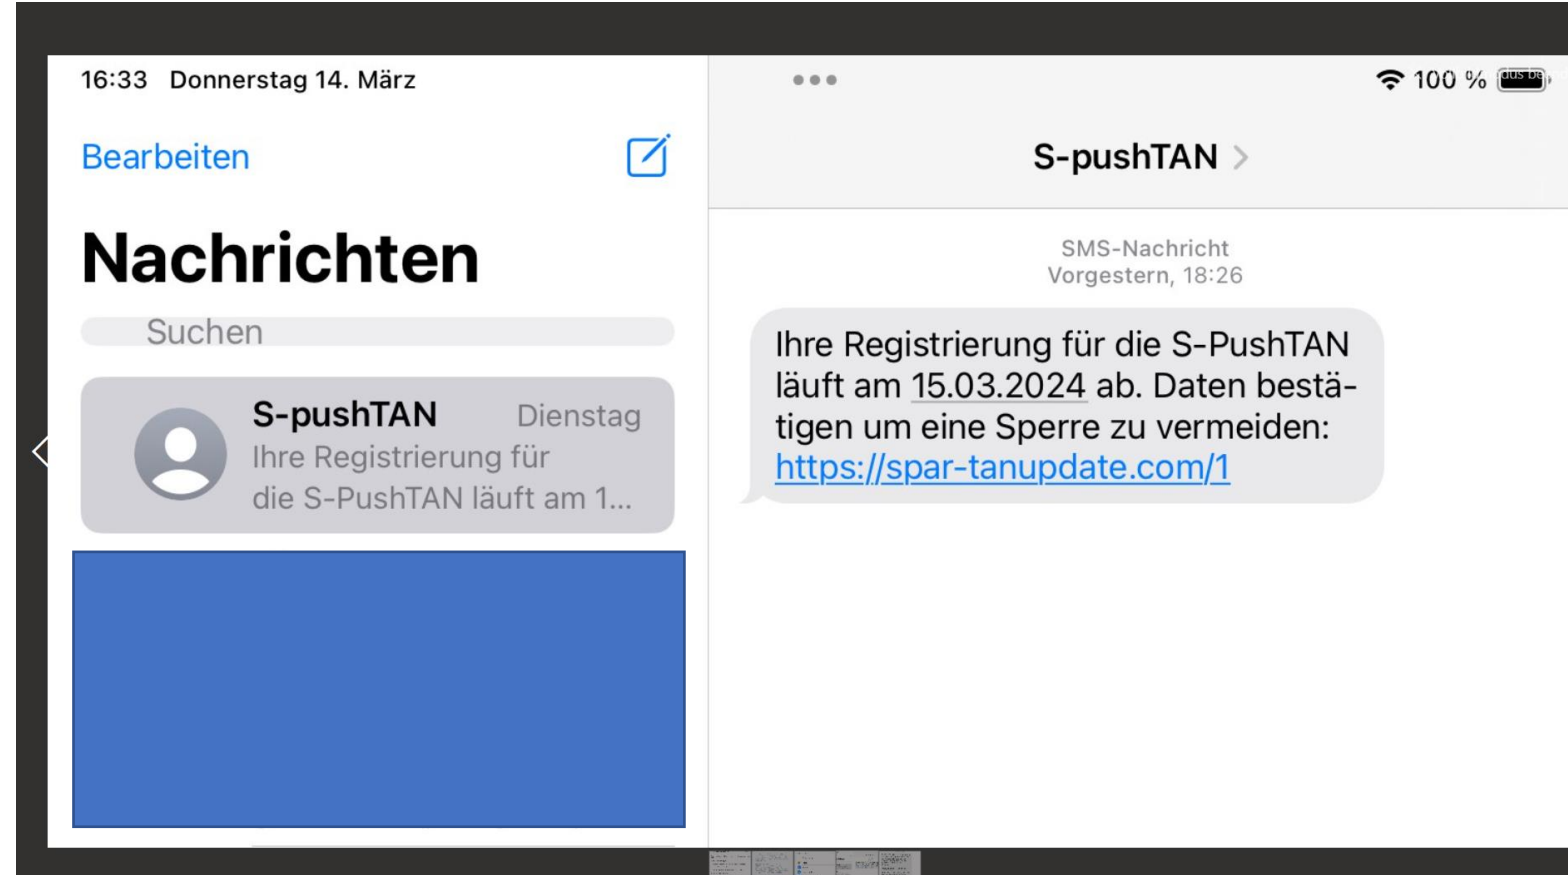 16:33 Donnerstag 14. März
100 %
Bearbeiten
Nachrichten
Suchen
S-pushTAN Dienstag
Ihre Registrierung für
die S-PushTAN läuft am 1...
S-pushTAN
SMS-Nachricht
Vorgestern, 18:26
Ihre Registrierung für die S-PushTAN
läuft am 15.03.2024 ab. Daten bestä-
tigen um eine Sperre zu vermeiden:
https://spar-tanupdate.com/1